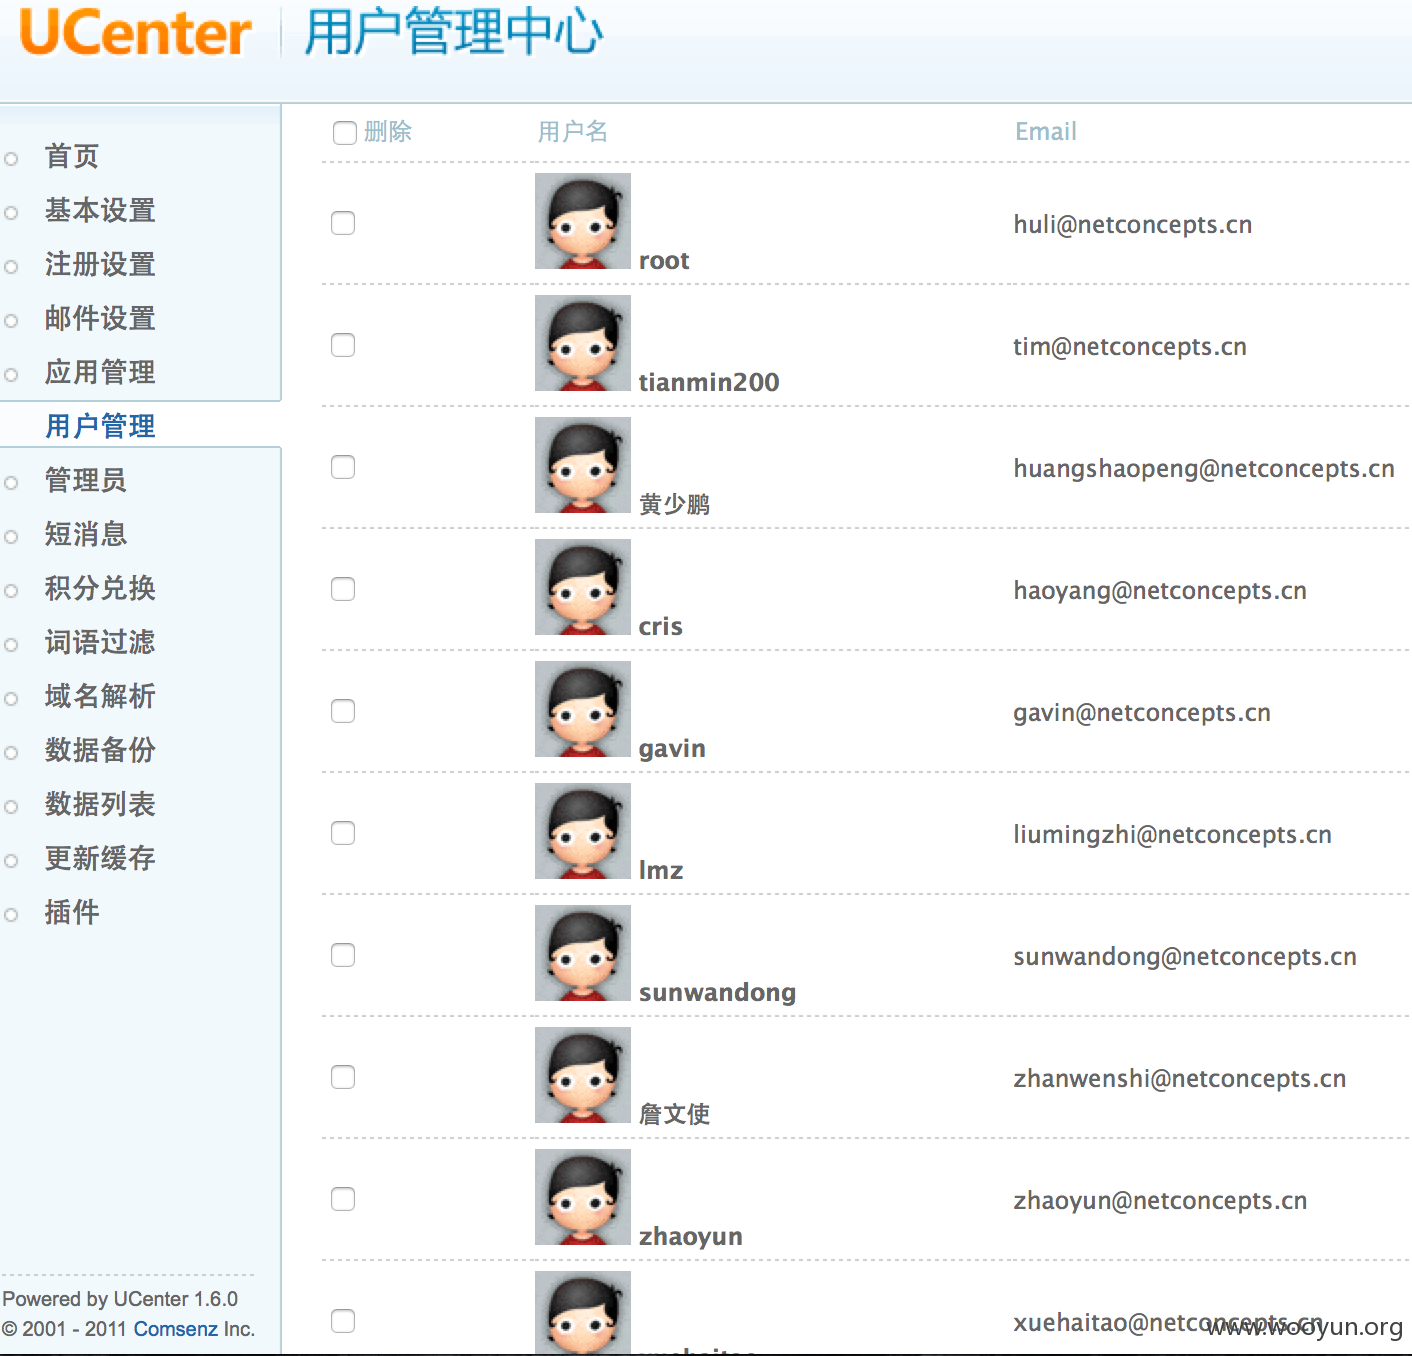 UCenter 用户管理中心
首页
基本设置
注册设置
邮件设置
应用管理
用户管理
管理员
短消息
积分兑换
词语过滤
域名解析
数据备份
数据列表
更新缓存
插件
Powered by UCenter 1.6.0
© 2001 - 2011 Comsenz Inc.
删除 用户名 Email
root huli@netconcepts.cn
tianmin200 tim@netconcepts.cn
黄少鹏 huangshaopeng@netconcepts.cn
cris haoyang@netconcepts.cn
gavin gavin@netconcepts.cn
lmz liumingzhi@netconcepts.cn
sunwandong sunwandong@netconcepts.cn
詹文使 zhanwenshi@netconcepts.cn
zhaoyun zhaoyun@netconcepts.cn
xuehaitao@netconcepts.cn
www.wooyun.org